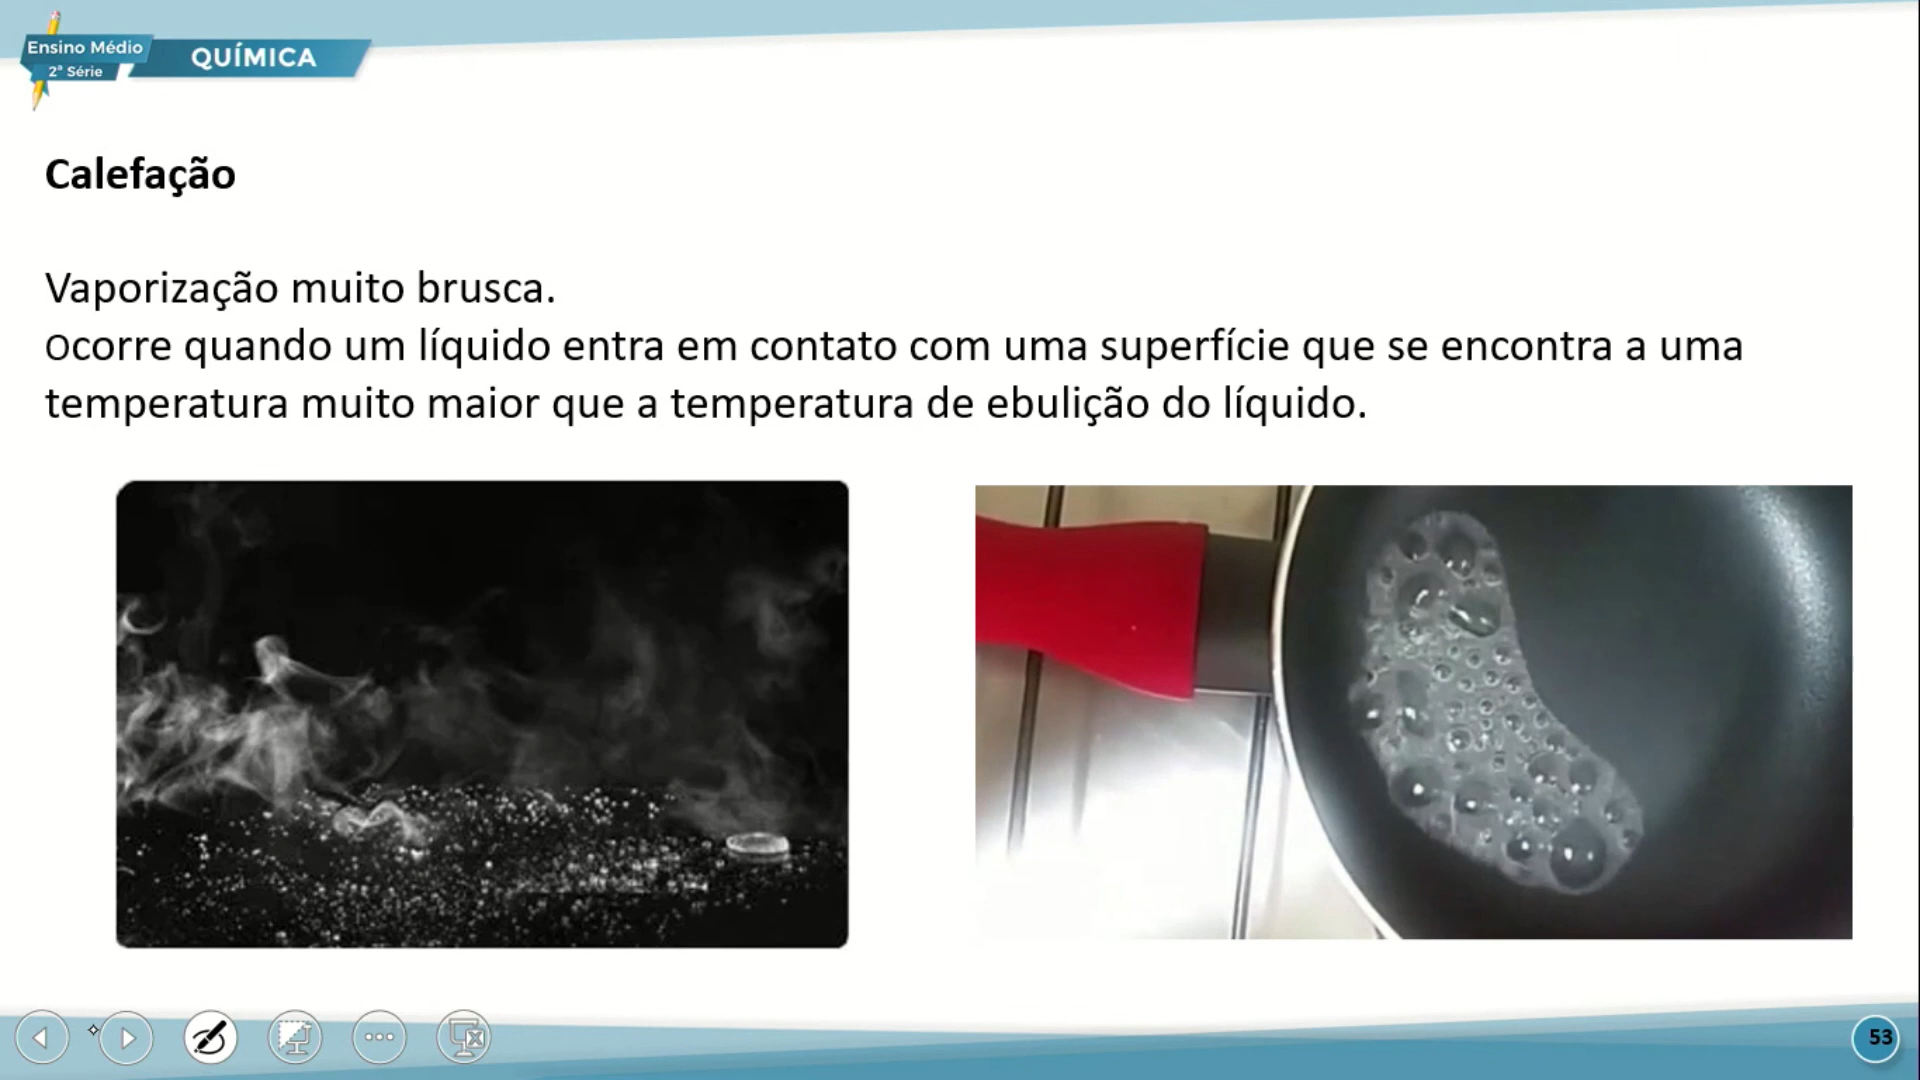 Ensino Médio
2ª Série
QUÍMICA
Calefação
Vaporização muito brusca.
Ocorre quando um líquido entra em contato com uma superfície que se encontra a uma
temperatura muito maior que a temperatura de ebulição do líquido.
53